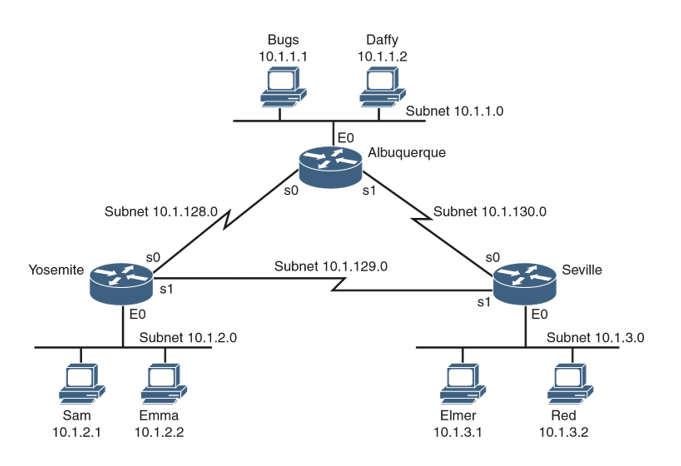 Bugs
10.1.1.1
Daffy
10.1.1.2
Subnet 10.1.1.0
E0
Albuquerque
s0
s1
Subnet 10.1.128.0
Subnet 10.1.130.0
Yosemite
s0
s1
Subnet 10.1.129.0
s0
Seville
s1
E0
Subnet 10.1.2.0
E0
Subnet 10.1.3.0
Sam
10.1.2.1
Emma
10.1.2.2
Elmer
10.1.3.1
Red
10.1.3.2